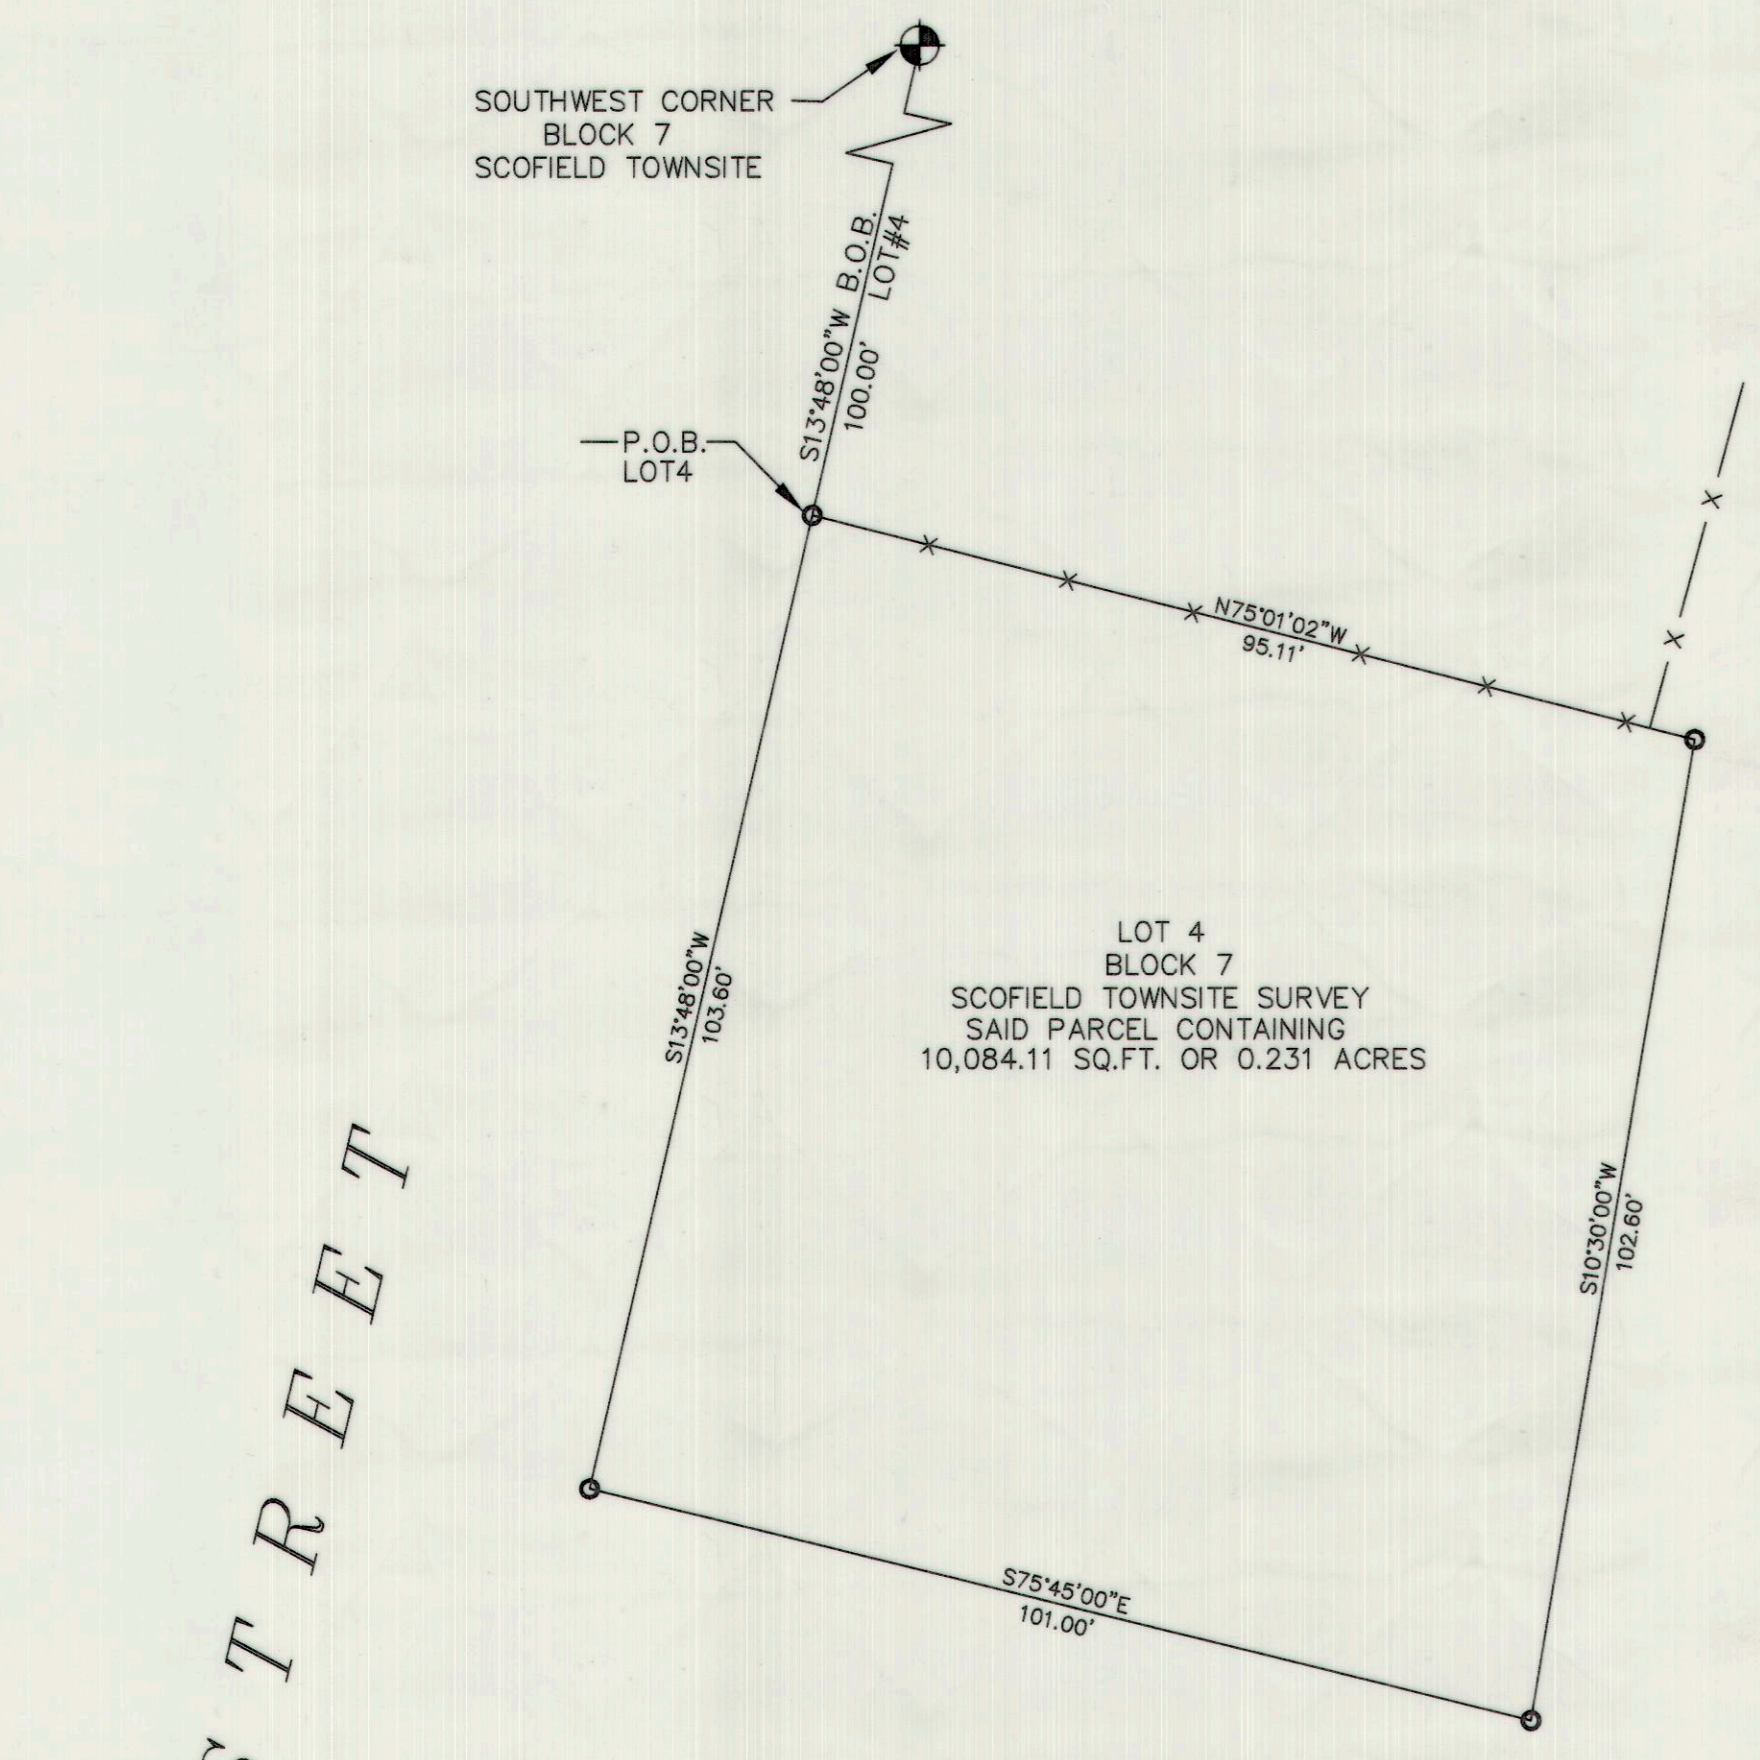 SOUTHWEST CORNER
BLOCK 7
SCOFIELD TOWNSITE
S13°48'00"W B.O.B.
LOT#4
100.00'
P.O.B.
LOT4
N75°01'02"W
95.11'
S13°48'00"W
103.60'
LOT 4
BLOCK 7
SCOFIELD TOWNSITE SURVEY
SAID PARCEL CONTAINING
10,084.11 SQ.FT. OR 0.231 ACRES
S10°30'00"W
102.60'
S75°45'00"E
101.00'
STREET